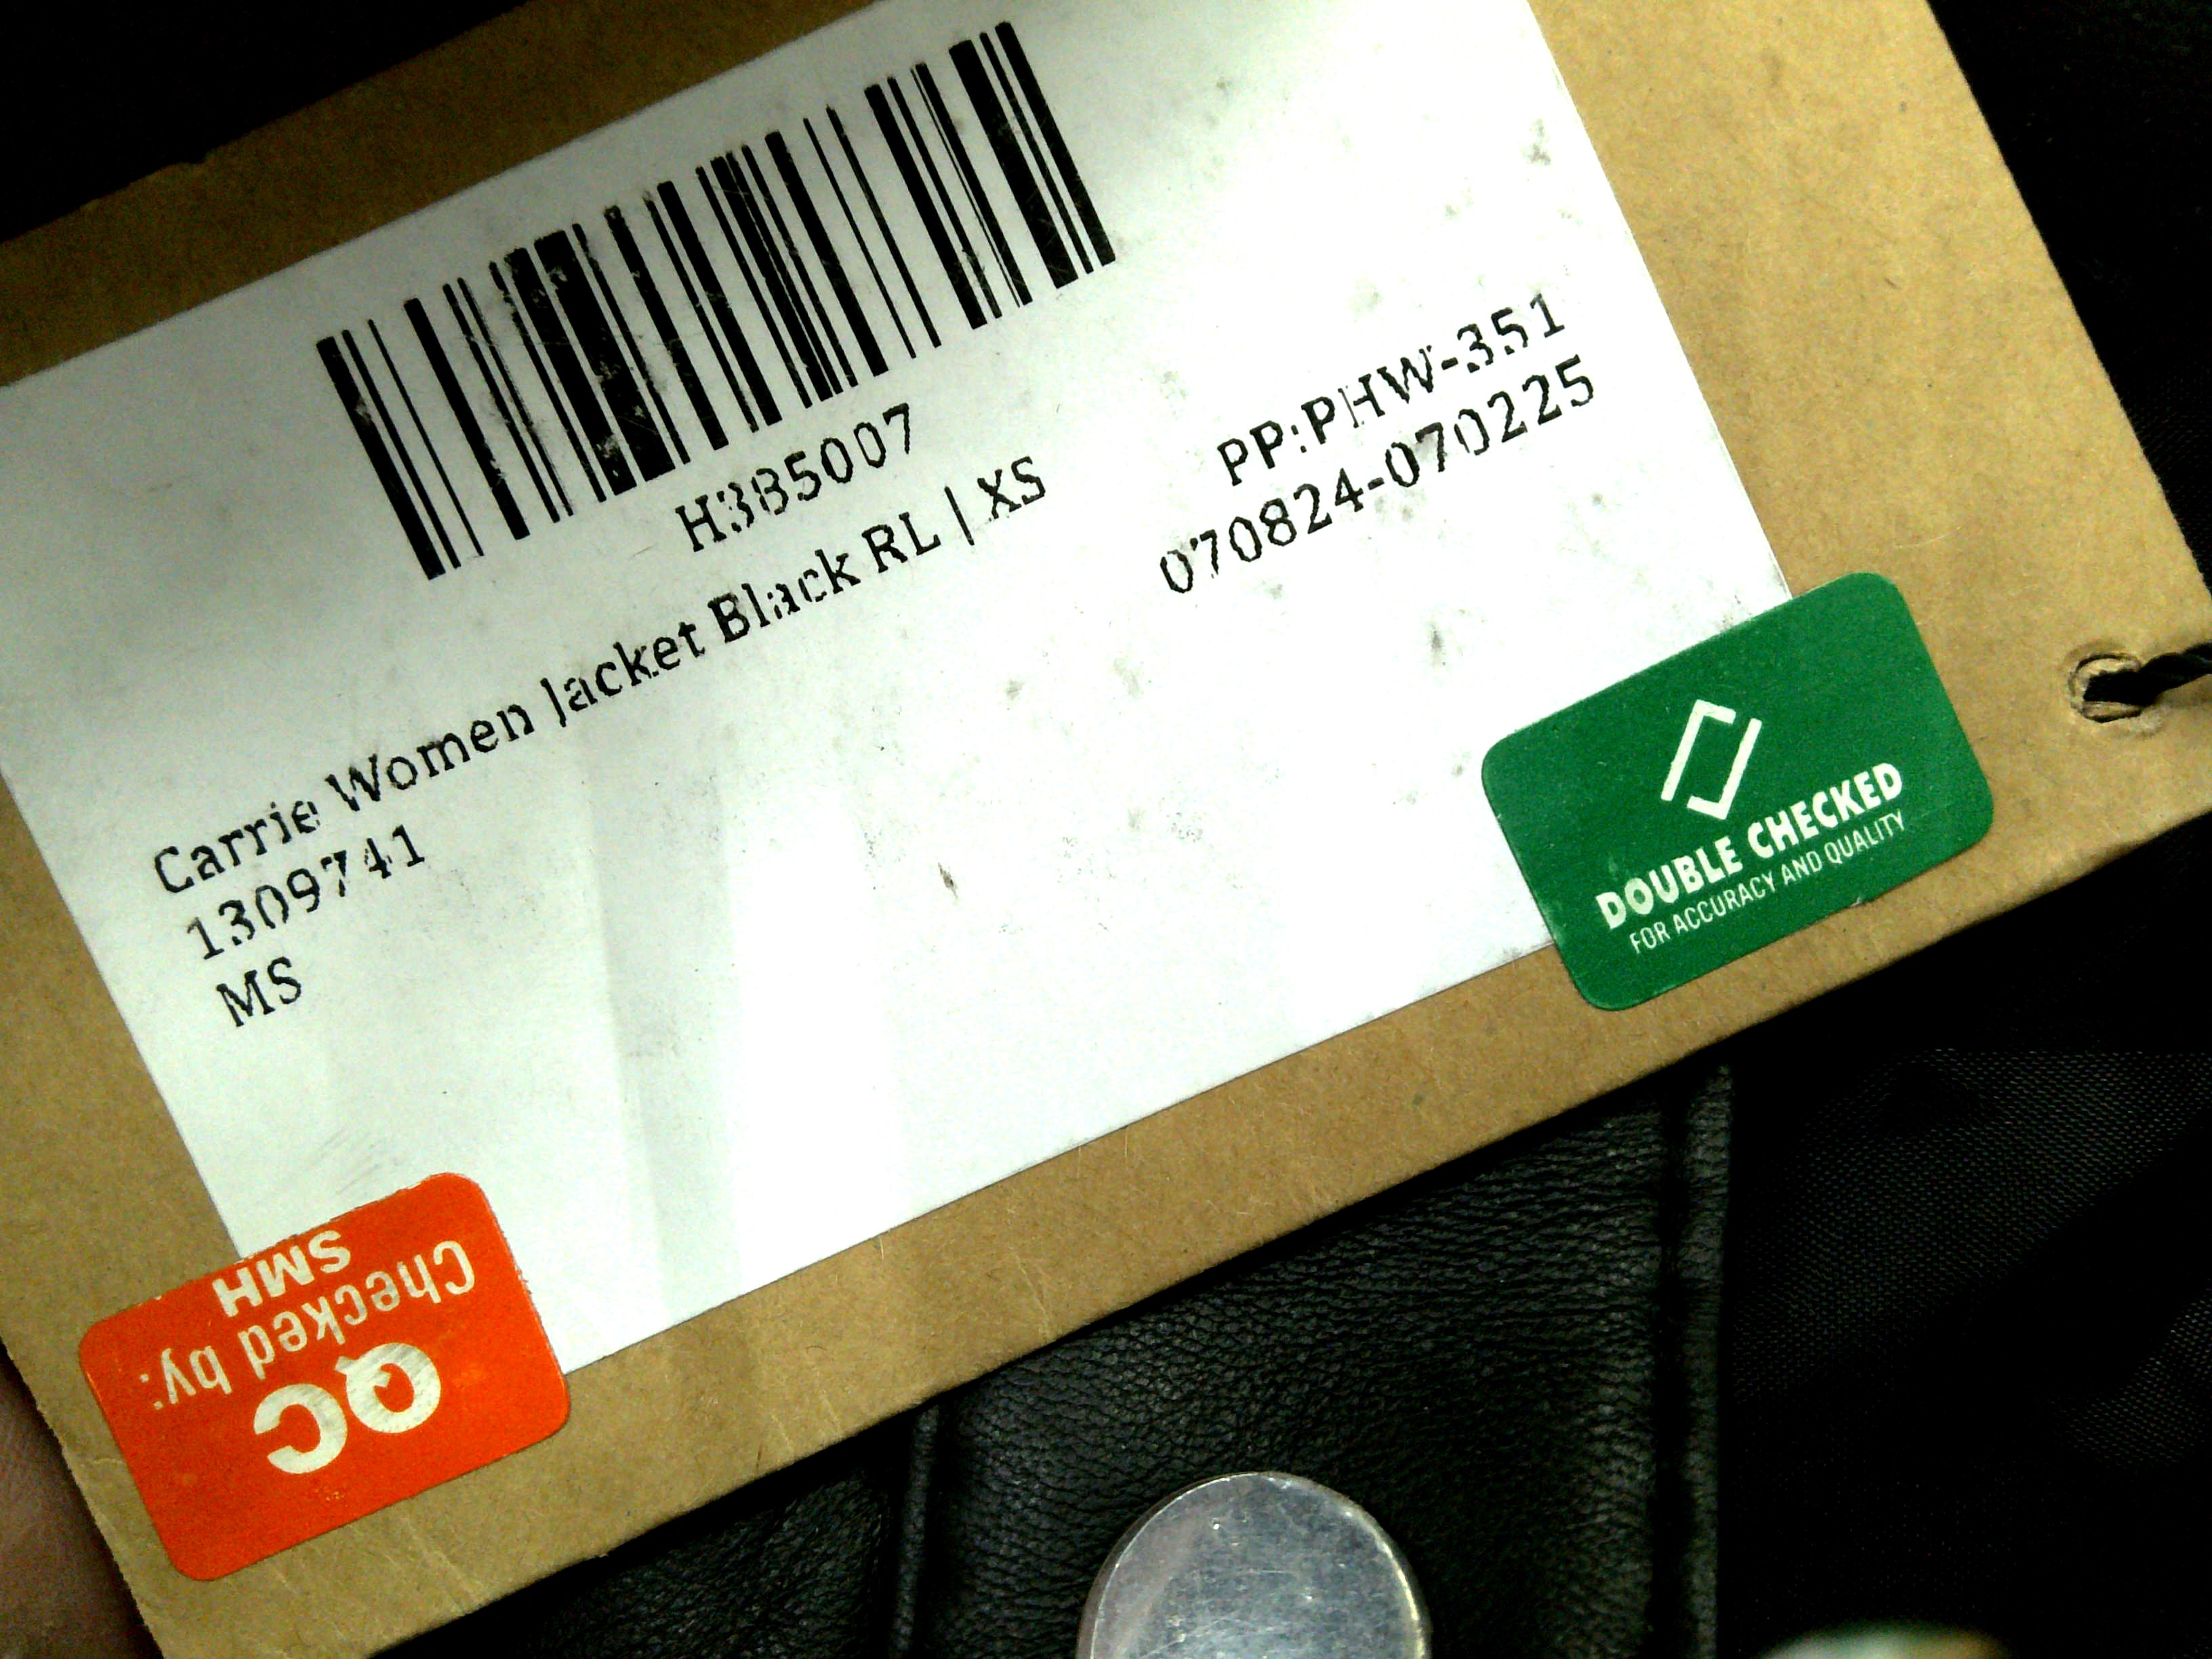 H3B5007
Carrie Women Jacket Black RL | XS
1309741
MS
PP:PHW-351
070824-070225
DOUBLE CHECKED
FOR ACCURACY AND QUALITY
QC
Checked by:
SMH